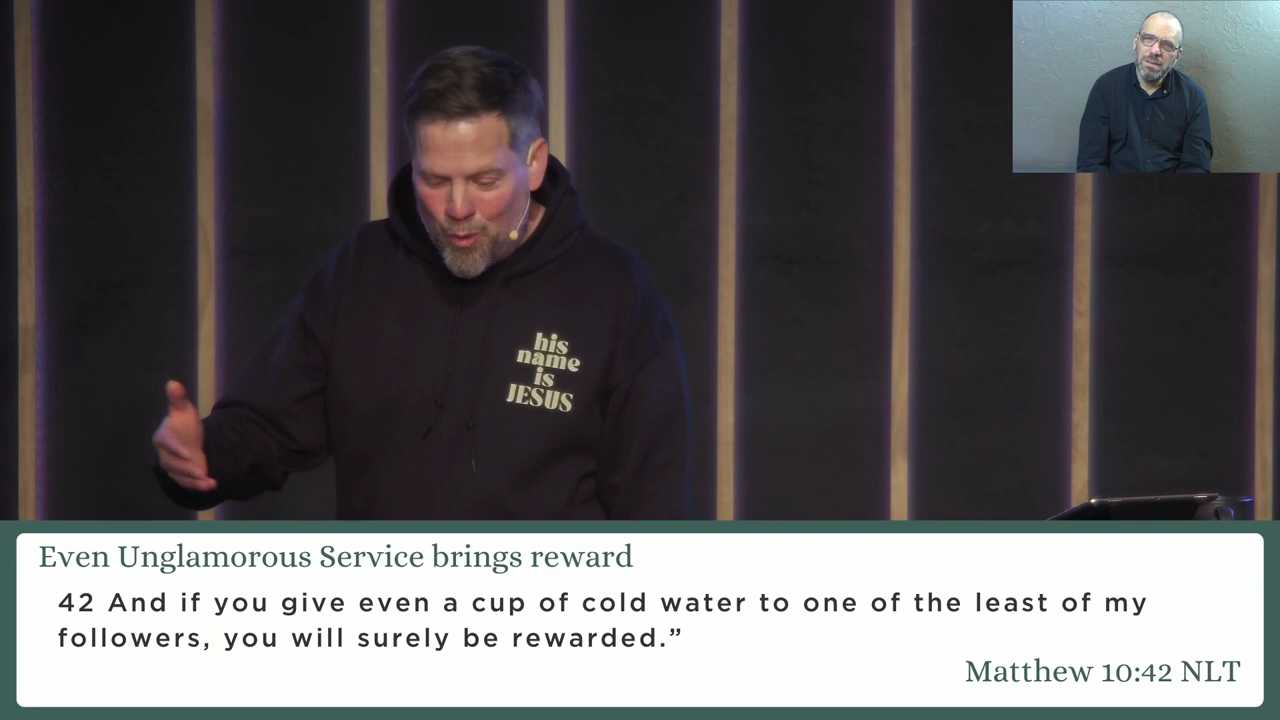 his
name
is
JESUS
Even Unglamorous Service brings reward
42 And if you give even a cup of cold water to one of the least of my
followers, you will surely be rewarded.”
Matthew 10:42 NLT